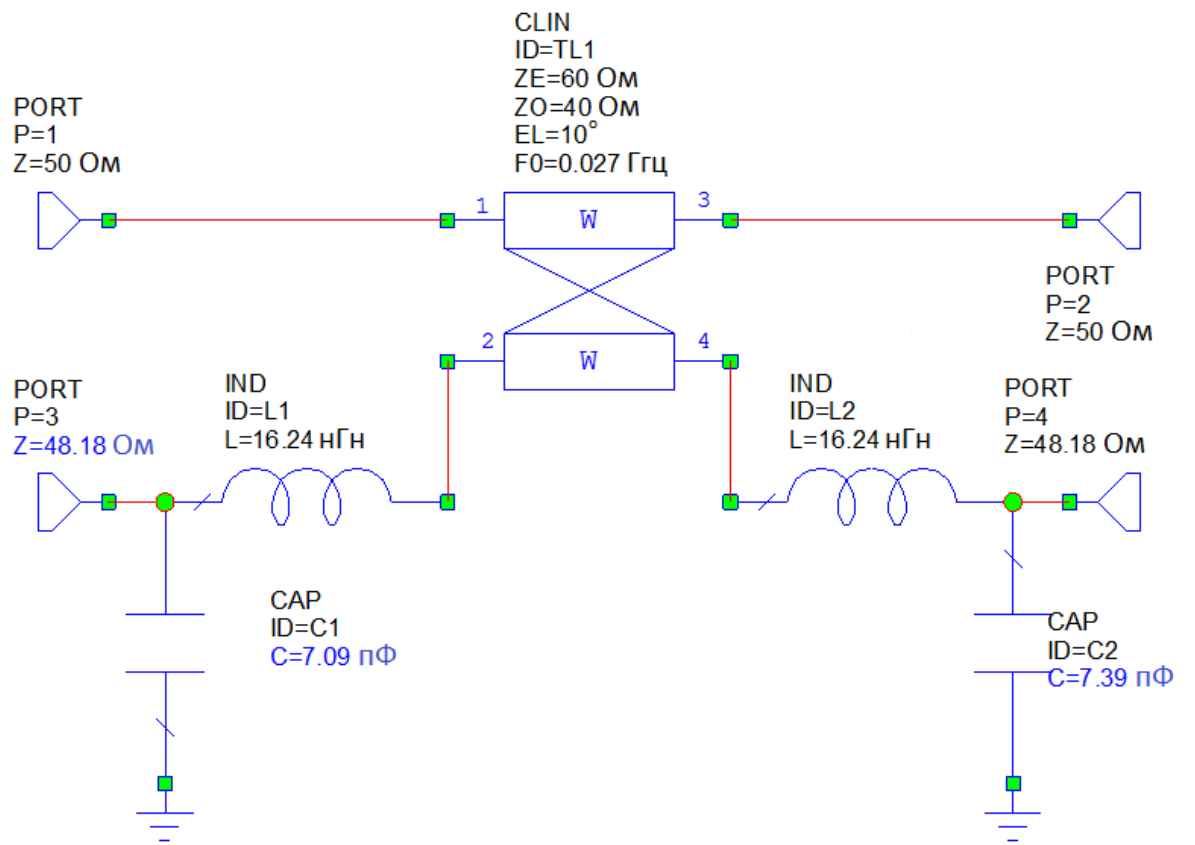 CLIN
ID=TL1
ZE=60 Ом
ZO=40 Ом
EL=10°
F0=0.027 Ггц
PORT
P=1
Z=50 Ом
1
W
3
PORT
P=2
Z=50 Ом
2
W
4
PORT
P=3
Z=48.18 Ом
IND
ID=L1
L=16.24 нГн
IND
ID=L2
L=16.24 нГн
PORT
P=4
Z=48.18 Ом
CAP
ID=C1
C=7.09 пФ
CAP
ID=C2
C=7.39 пФ